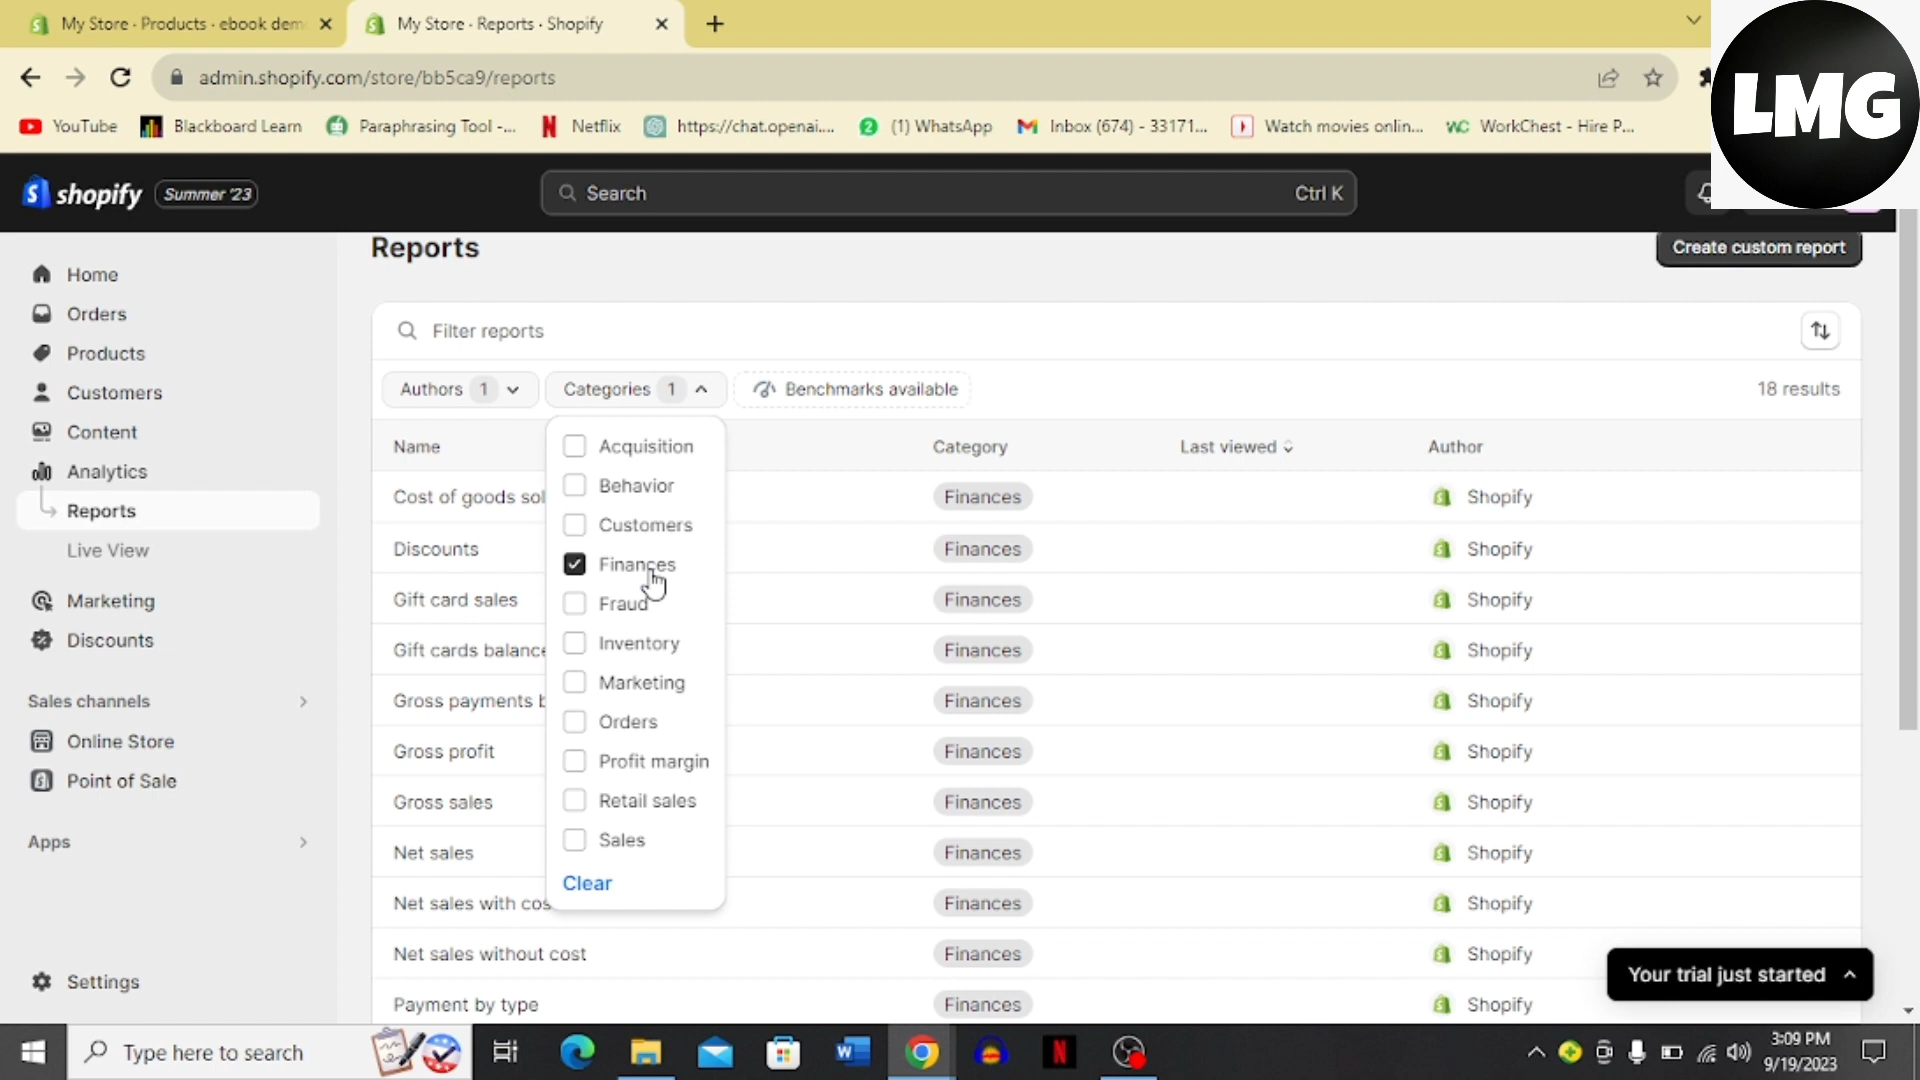 My Store · Products · ebook dem
My Store · Reports · Shopify
admin.shopify.com/store/bb5ca9/reports
YouTube
Blackboard Learn
Paraphrasing Tool -...
Netflix
https://chat.openai....
(1) WhatsApp
Inbox (674) - 33171...
Watch movies onlin...
WorkChest - Hire P...
LMG
shopify
Summer '23
Search
Ctrl K
Home
Orders
Products
Customers
Content
Analytics
Reports
Live View
Marketing
Discounts
Sales channels
Online Store
Point of Sale
Apps
Settings
Reports
Create custom report
Filter reports
Authors 1
Categories 1
Benchmarks available
18 results
Name Category Last viewed Author
Acquisition
Behavior
Customers
Finances
Fraud
Inventory
Marketing
Orders
Profit margin
Retail sales
Sales
Clear
Cost of goods sol Finances Shopify
Discounts Finances Shopify
Gift card sales Finances Shopify
Gift cards balance Finances Shopify
Gross payments b Finances Shopify
Gross profit Finances Shopify
Gross sales Finances Shopify
Net sales Finances Shopify
Net sales with cos Finances Shopify
Net sales without cost Finances Shopify
Payment by type Finances Shopify
Your trial just started
Type here to search
3:09 PM
9/19/2023